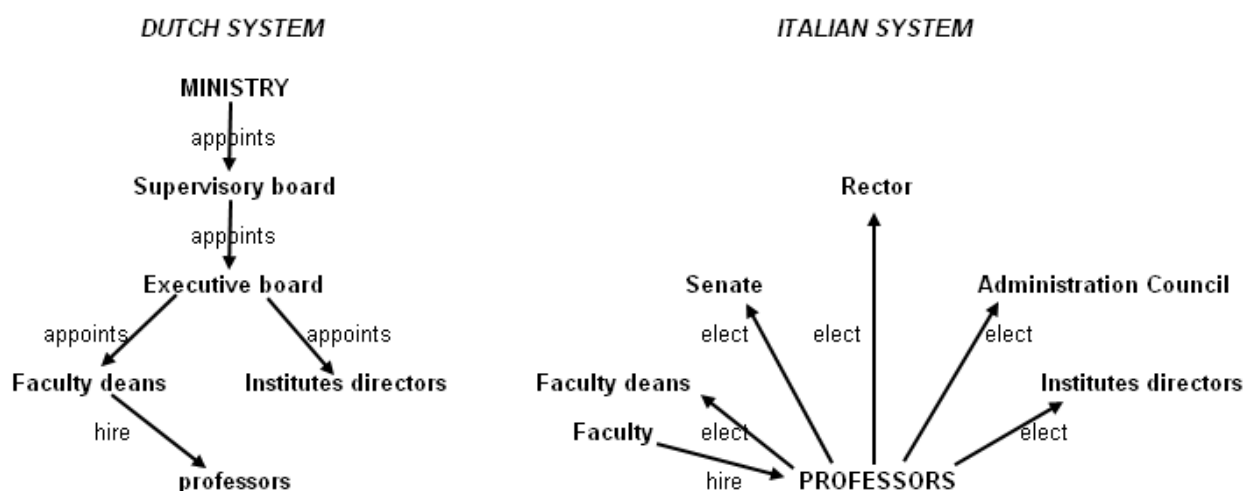 DUTCH SYSTEM
MINISTRY
appoints
Supervisory board
appoints
Executive board
appoints
appoints
Faculty deans
Institutes directors
hire
professors
ITALIAN SYSTEM
Rector
Senate
Administration Council
elect
elect
elect
Faculty deans
Institutes directors
Faculty
elect
elect
hire
PROFESSORS